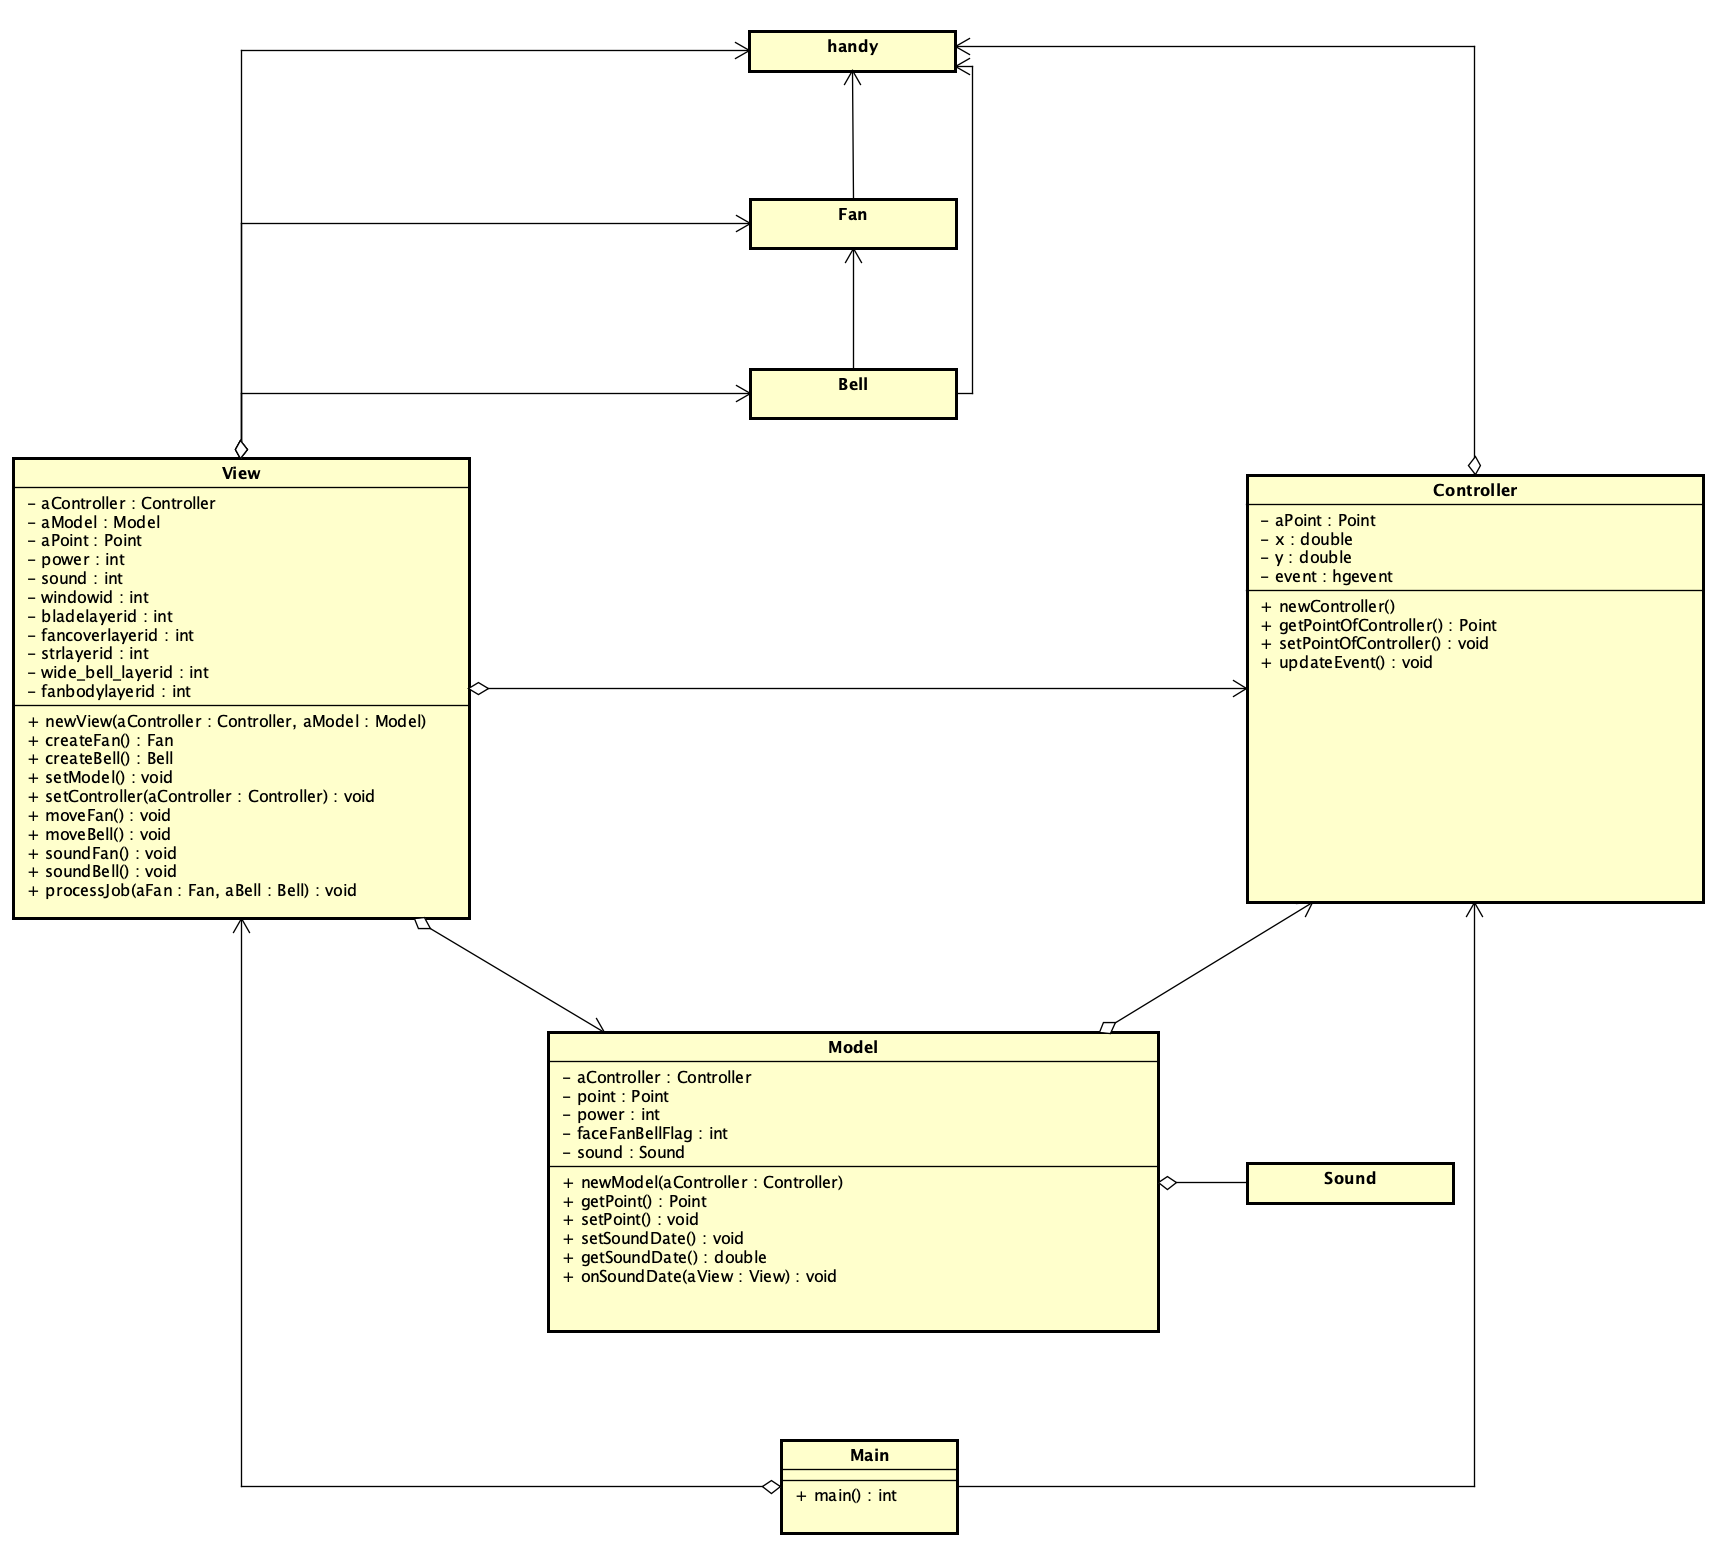 handy
Fan
Bell
View
- aController : Controller
- aModel : Model
- aPoint : Point
- power : int
- sound : int
- windowid : int
- bladelayerid : int
- fancoverlayerid : int
- strlayerid : int
- wide_bell_layerid : int
- fanbodylayerid : int
+ newView(aController : Controller, aModel : Model)
+ createFan() : Fan
+ createBell() : Bell
+ setModel() : void
+ setController(aController : Controller) : void
+ moveFan() : void
+ moveBell() : void
+ soundFan() : void
+ soundBell() : void
+ processJob(aFan : Fan, aBell : Bell) : void
Controller
- aPoint : Point
- x : double
- y : double
- event : hgevent
+ newController()
+ getPointOfController() : Point
+ setPointOfController() : void
+ updateEvent() : void
Model
- aController : Controller
- point : Point
- power : int
- faceFanBellFlag : int
- sound : Sound
+ newModel(aController : Controller)
+ getPoint() : Point
+ setPoint() : void
+ setSoundDate() : void
+ getSoundDate() : double
+ onSoundDate(aView : View) : void
Sound
Main
+ main() : int